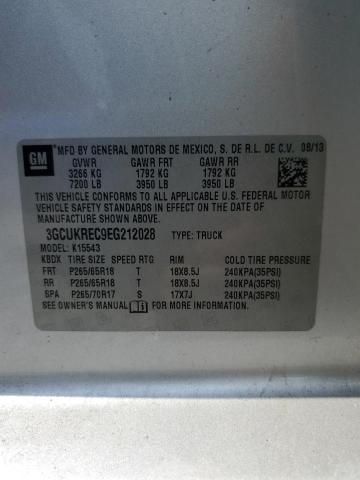 GM
MFD BY GENERAL MOTORS DE MEXICO, S. DE R.L. DE C.V. 08/13
GVWR GAWR FRT GAWR RR
3266 KG 1792 KG 1792 KG
7200 LB 3950 LB 3950 LB
THIS VEHICLE CONFORMS TO ALL APPLICABLE U.S. FEDERAL MOTOR
VEHICLE SAFETY STANDARDS IN EFFECT ON THE DATE OF
MANUFACTURE SHOWN ABOVE.
3GCUKREC9EG212028 TYPE: TRUCK
MODEL: K15543
KBDX TIRE SIZE SPEED RTG RIM COLD TIRE PRESSURE
FRT P265/65R18 T 18X8.5J 240KPA(35PSI)
RR P265/65R18 T 18X8.5J 240KPA(35PSI)
SPA P265/70R17 S 17X7J 240KPA(35PSI)
SEE OWNER'S MANUAL FOR MORE INFORMATION.